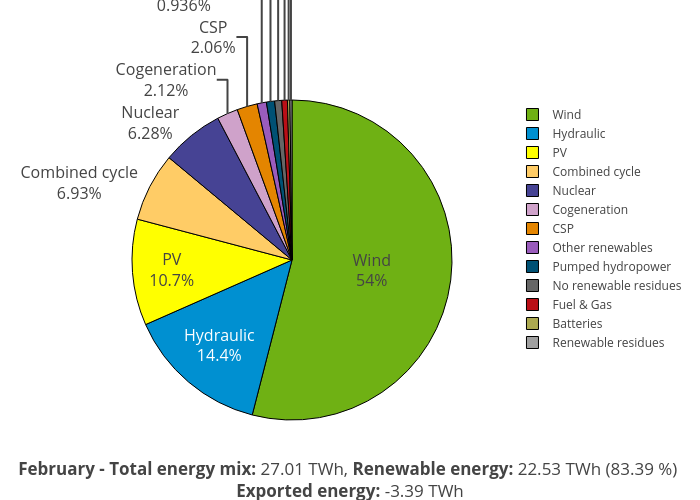 0.936%
CSP
2.06%
Cogeneration
2.12%
Nuclear
6.28%
Combined cycle
6.93%
PV
10.7%
Hydraulic
14.4%
Wind
54%
Wind
Hydraulic
PV
Combined cycle
Nuclear
Cogeneration
CSP
Other renewables
Pumped hydropower
No renewable residues
Fuel & Gas
Batteries
Renewable residues
February - Total energy mix: 27.01 TWh, Renewable energy: 22.53 TWh (83.39 %)
Exported energy: -3.39 TWh